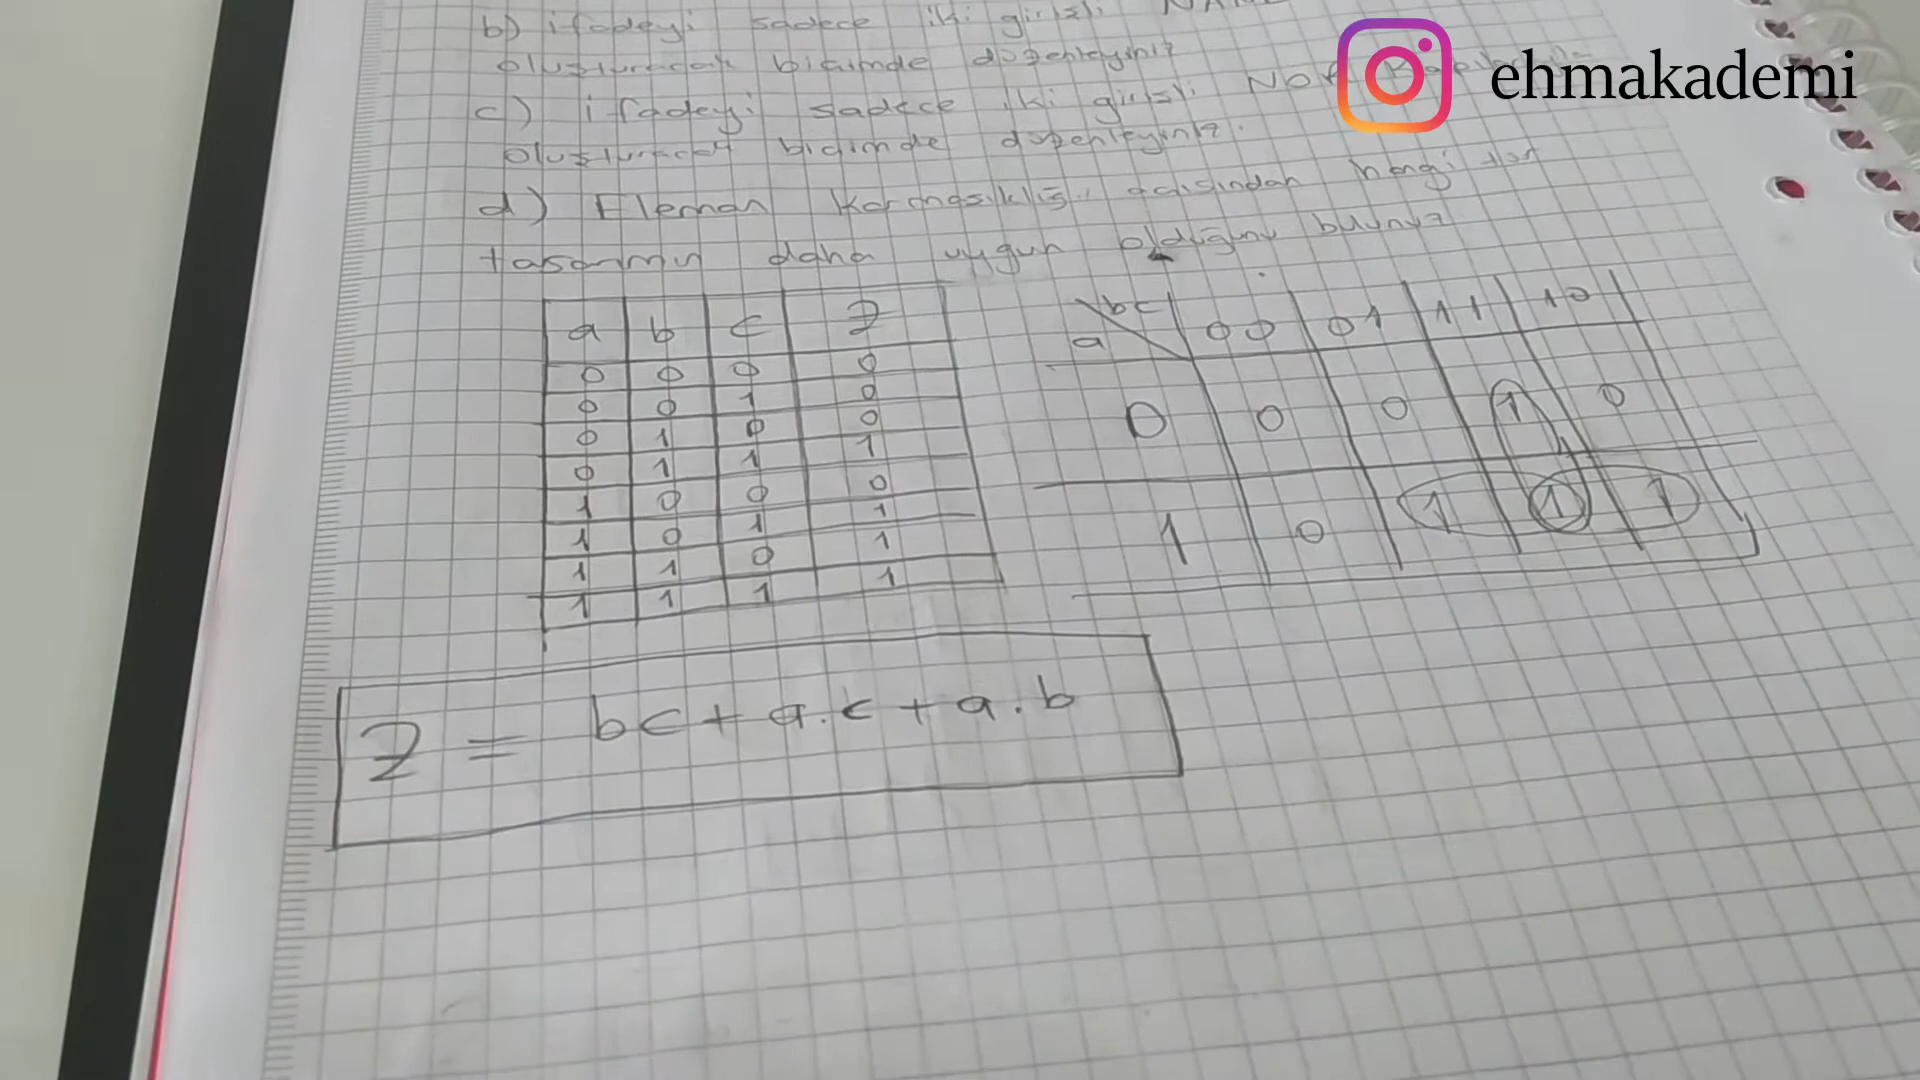 b) ifadeyi sadece iki girişli NAND
oluşturacak biçimde düzenleyiniz
c) ifadeyi sadece iki girişli NOR
oluşturacak biçimde düzenleyiniz.
d) Eleman karmaşıklığı açısından hangi tür
tasarımın daha uygun olduğunu bulunuz
ehmakademi
a b c Z
0 0 0 0
0 0 1 0
0 1 0 0
0 1 1 1
1 0 0 0
1 0 1 1
1 1 0 1
1 1 1 1
bc
a 00 01 11 10
0 0 0 1 0
1 0 1 1 1
Z = bc + a.c + a.b